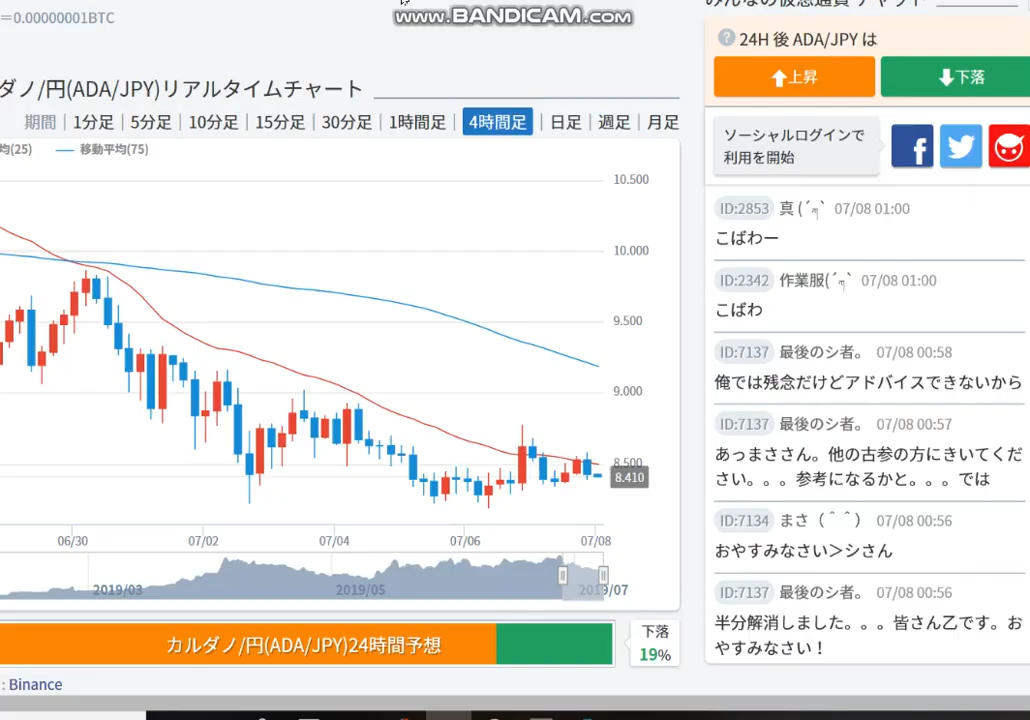 =0.00000001BTC
www.BANDICAM.com
ダノ/円(ADA/JPY)リアルタイムチャート
期間 1分足 5分足 10分足 15分足 30分足 1時間足 4時間足 日足 週足 月足
均(25) 移動平均(75)
10.500
10.000
9.500
9.000
8.500
8.410
06/30 07/02 07/04 07/06 07/08
2019/03 2019/05 2019/07
カルダノ/円(ADA/JPY)24時間予想
下落
19%
: Binance
みんなの仮想通貨チャット
24H 後 ADA/JPY は
上昇 下落
ソーシャルログインで
利用を開始
ID:2853 真 07/08 01:00
こばわー
ID:2342 作業服 07/08 01:00
こばわ
ID:7137 最後のシ者。 07/08 00:58
俺では残念だけどアドバイスできないから
ID:7137 最後のシ者。 07/08 00:57
あっまささん。他の古参の方にきいてくだ
さい。。。参考になるかと。。。では
ID:7134 まさ（＾＾） 07/08 00:56
おやすみなさい＞シさん
ID:7137 最後のシ者。 07/08 00:56
半分解消しました。。。皆さん乙です。お
やすみなさい！